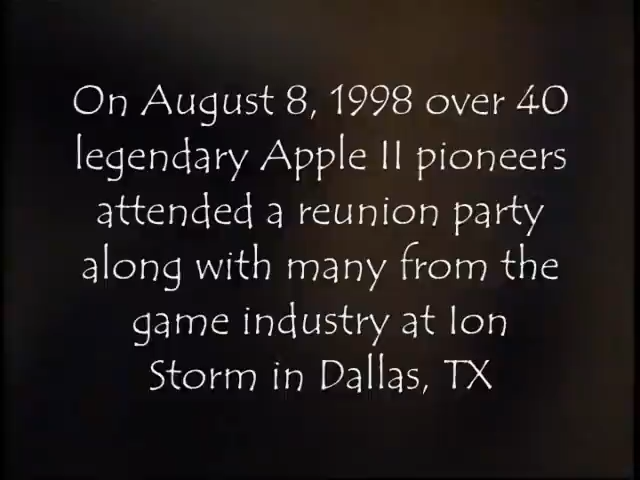 On August 8, 1998 over 40
legendary Apple II pioneers
attended a reunion party
along with many from the
game industry at Ion
Storm in Dallas, TX